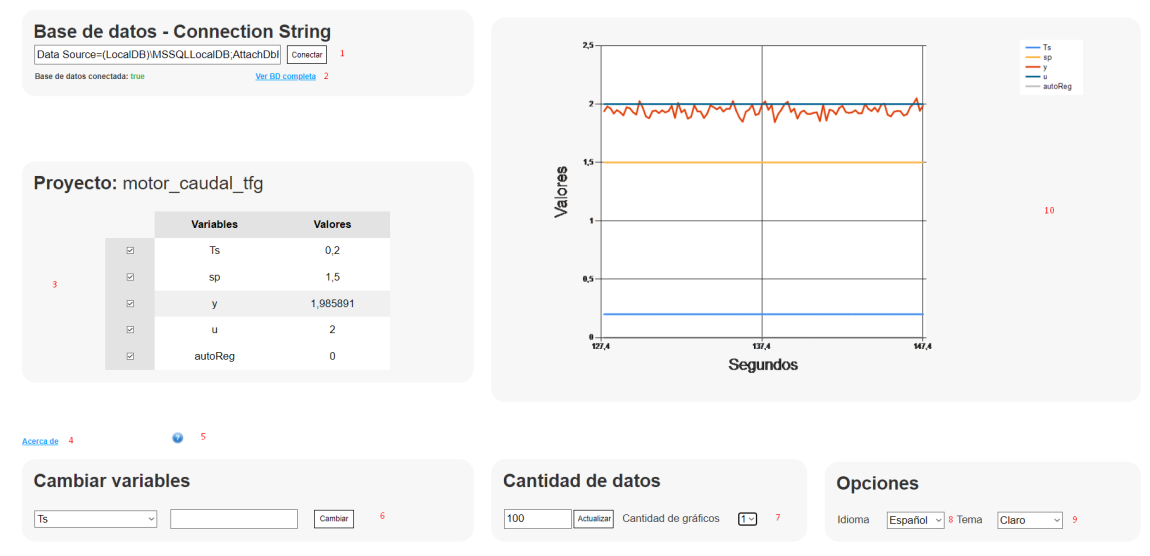 Base de datos - Connection String
Data Source=(LocalDB)\MSSQLLocalDB;AttachDbl Conectar 1
Base de datos conectada: true Ver BD completa 2
Proyecto: motor_caudal_tfg
Variables Valores
Ts 0,2
sp 1,5
3
y 1,985891
u 2
autoReg 0
2,5
2
1,5
1
0,5
0
Valores
127,4 137,4 147,4
Segundos
Ts
sp
y
u
autoReg
10
Acerca de 4
? 5
Cambiar variables
Ts Cambiar 6
Cantidad de datos
100 Actualizar Cantidad de gráficos 1 7
Opciones
Idioma Español 8 Tema Claro 9